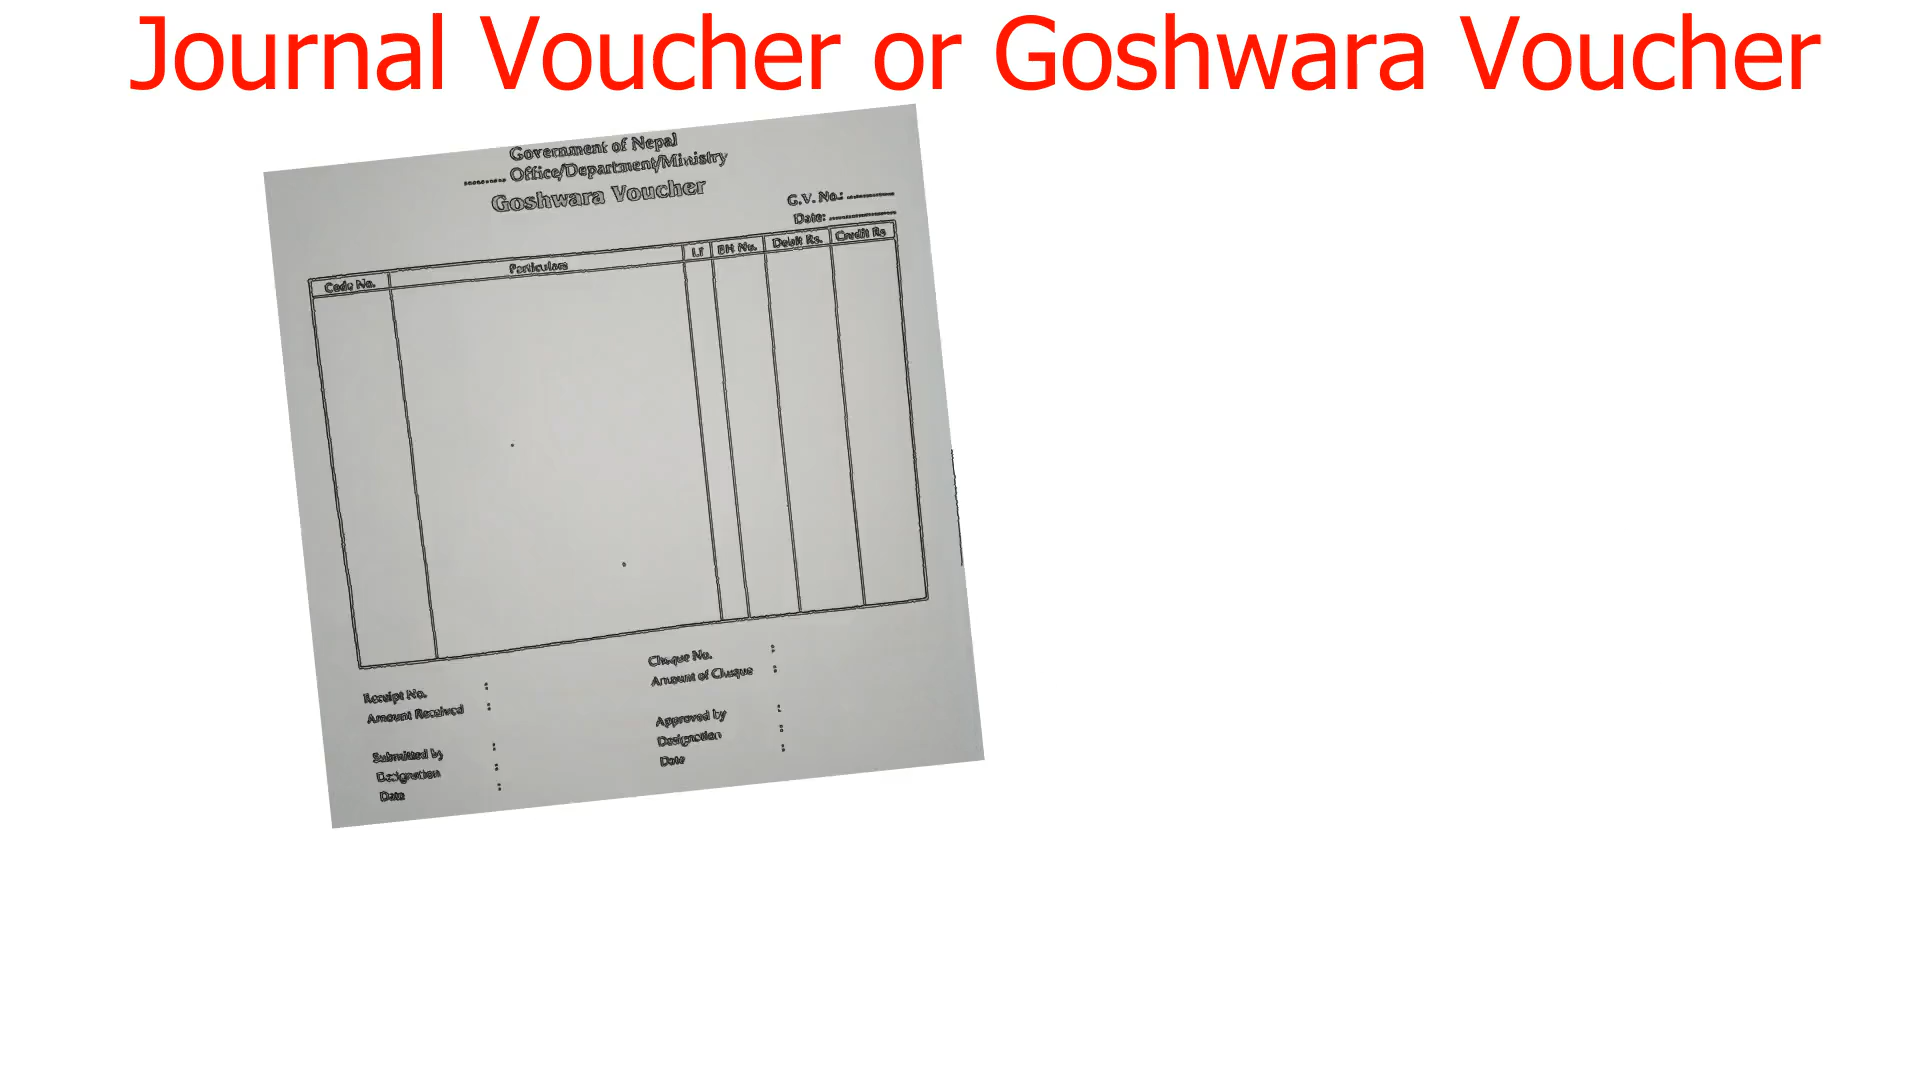 Journal Voucher or Goshwara Voucher
Government of Nepal
.......... Office/Department/Ministry
Goshwara Voucher
G.V. No.: ............
Date: .................
Code No. Particulars LF BH No. Debit Rs. Credit Rs
Receipt No. :
Amount Received :
Cheque No. :
Amount of Cheque :
Submitted by :
Designation :
Date :
Approved by :
Designation :
Date :